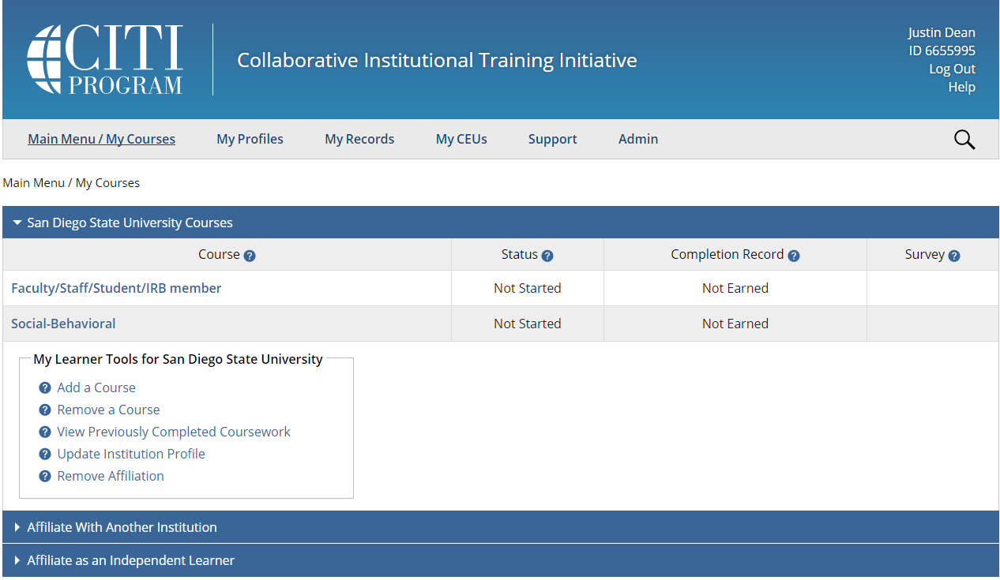 CITI
PROGRAM
Collaborative Institutional Training Initiative
Justin Dean
ID 6655995
Log Out
Help
Main Menu / My Courses My Profiles My Records My CEUs Support Admin
Main Menu / My Courses
San Diego State University Courses
Course ? Status ? Completion Record ? Survey ?
Faculty/Staff/Student/IRB member Not Started Not Earned
Social-Behavioral Not Started Not Earned
My Learner Tools for San Diego State University
? Add a Course
? Remove a Course
? View Previously Completed Coursework
? Update Institution Profile
? Remove Affiliation
Affiliate With Another Institution
Affiliate as an Independent Learner